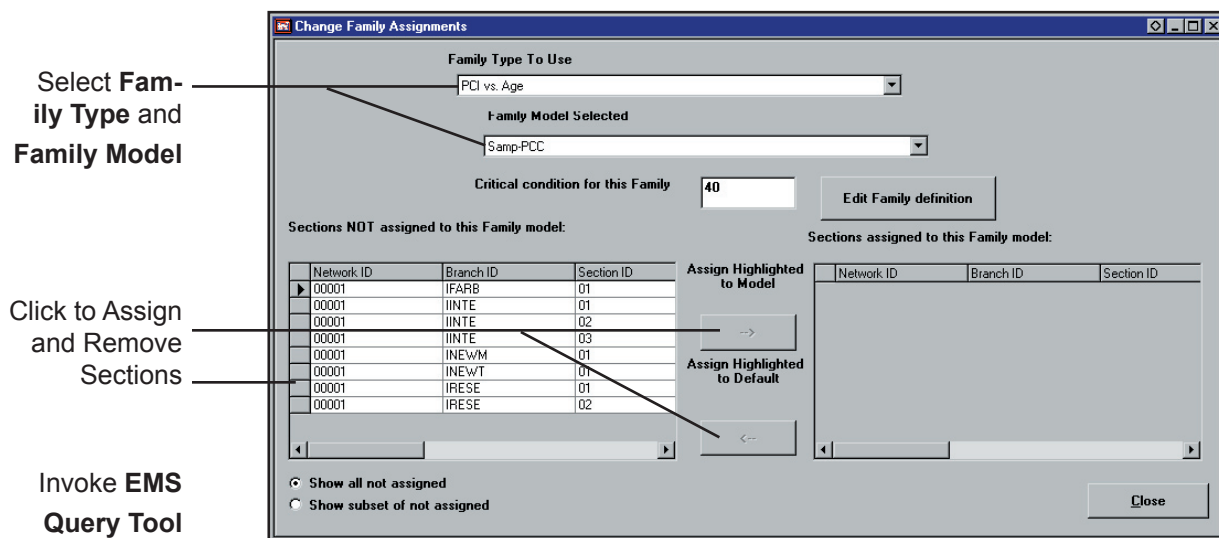 Change Family Assignments
Family Type To Use
PCI vs. Age
Family Model Selected
Samp-PCC
Critical condition for this Family
40
Edit Family definition
Select Fam-
ily Type and
Family Model
Sections NOT assigned to this Family model:
Sections assigned to this Family model:
Network ID Branch ID Section ID
00001 IFARB 01
00001 IINTE 01
00001 IINTE 02
00001 IINTE 03
00001 INEWM 01
00001 INEWT 01
00001 IRESE 01
00001 IRESE 02
Assign Highlighted
to Model
-->
Assign Highlighted
to Default
<--
Network ID Branch ID Section ID
Click to Assign
and Remove
Sections
Show all not assigned
Show subset of not assigned
Close
Invoke EMS
Query Tool